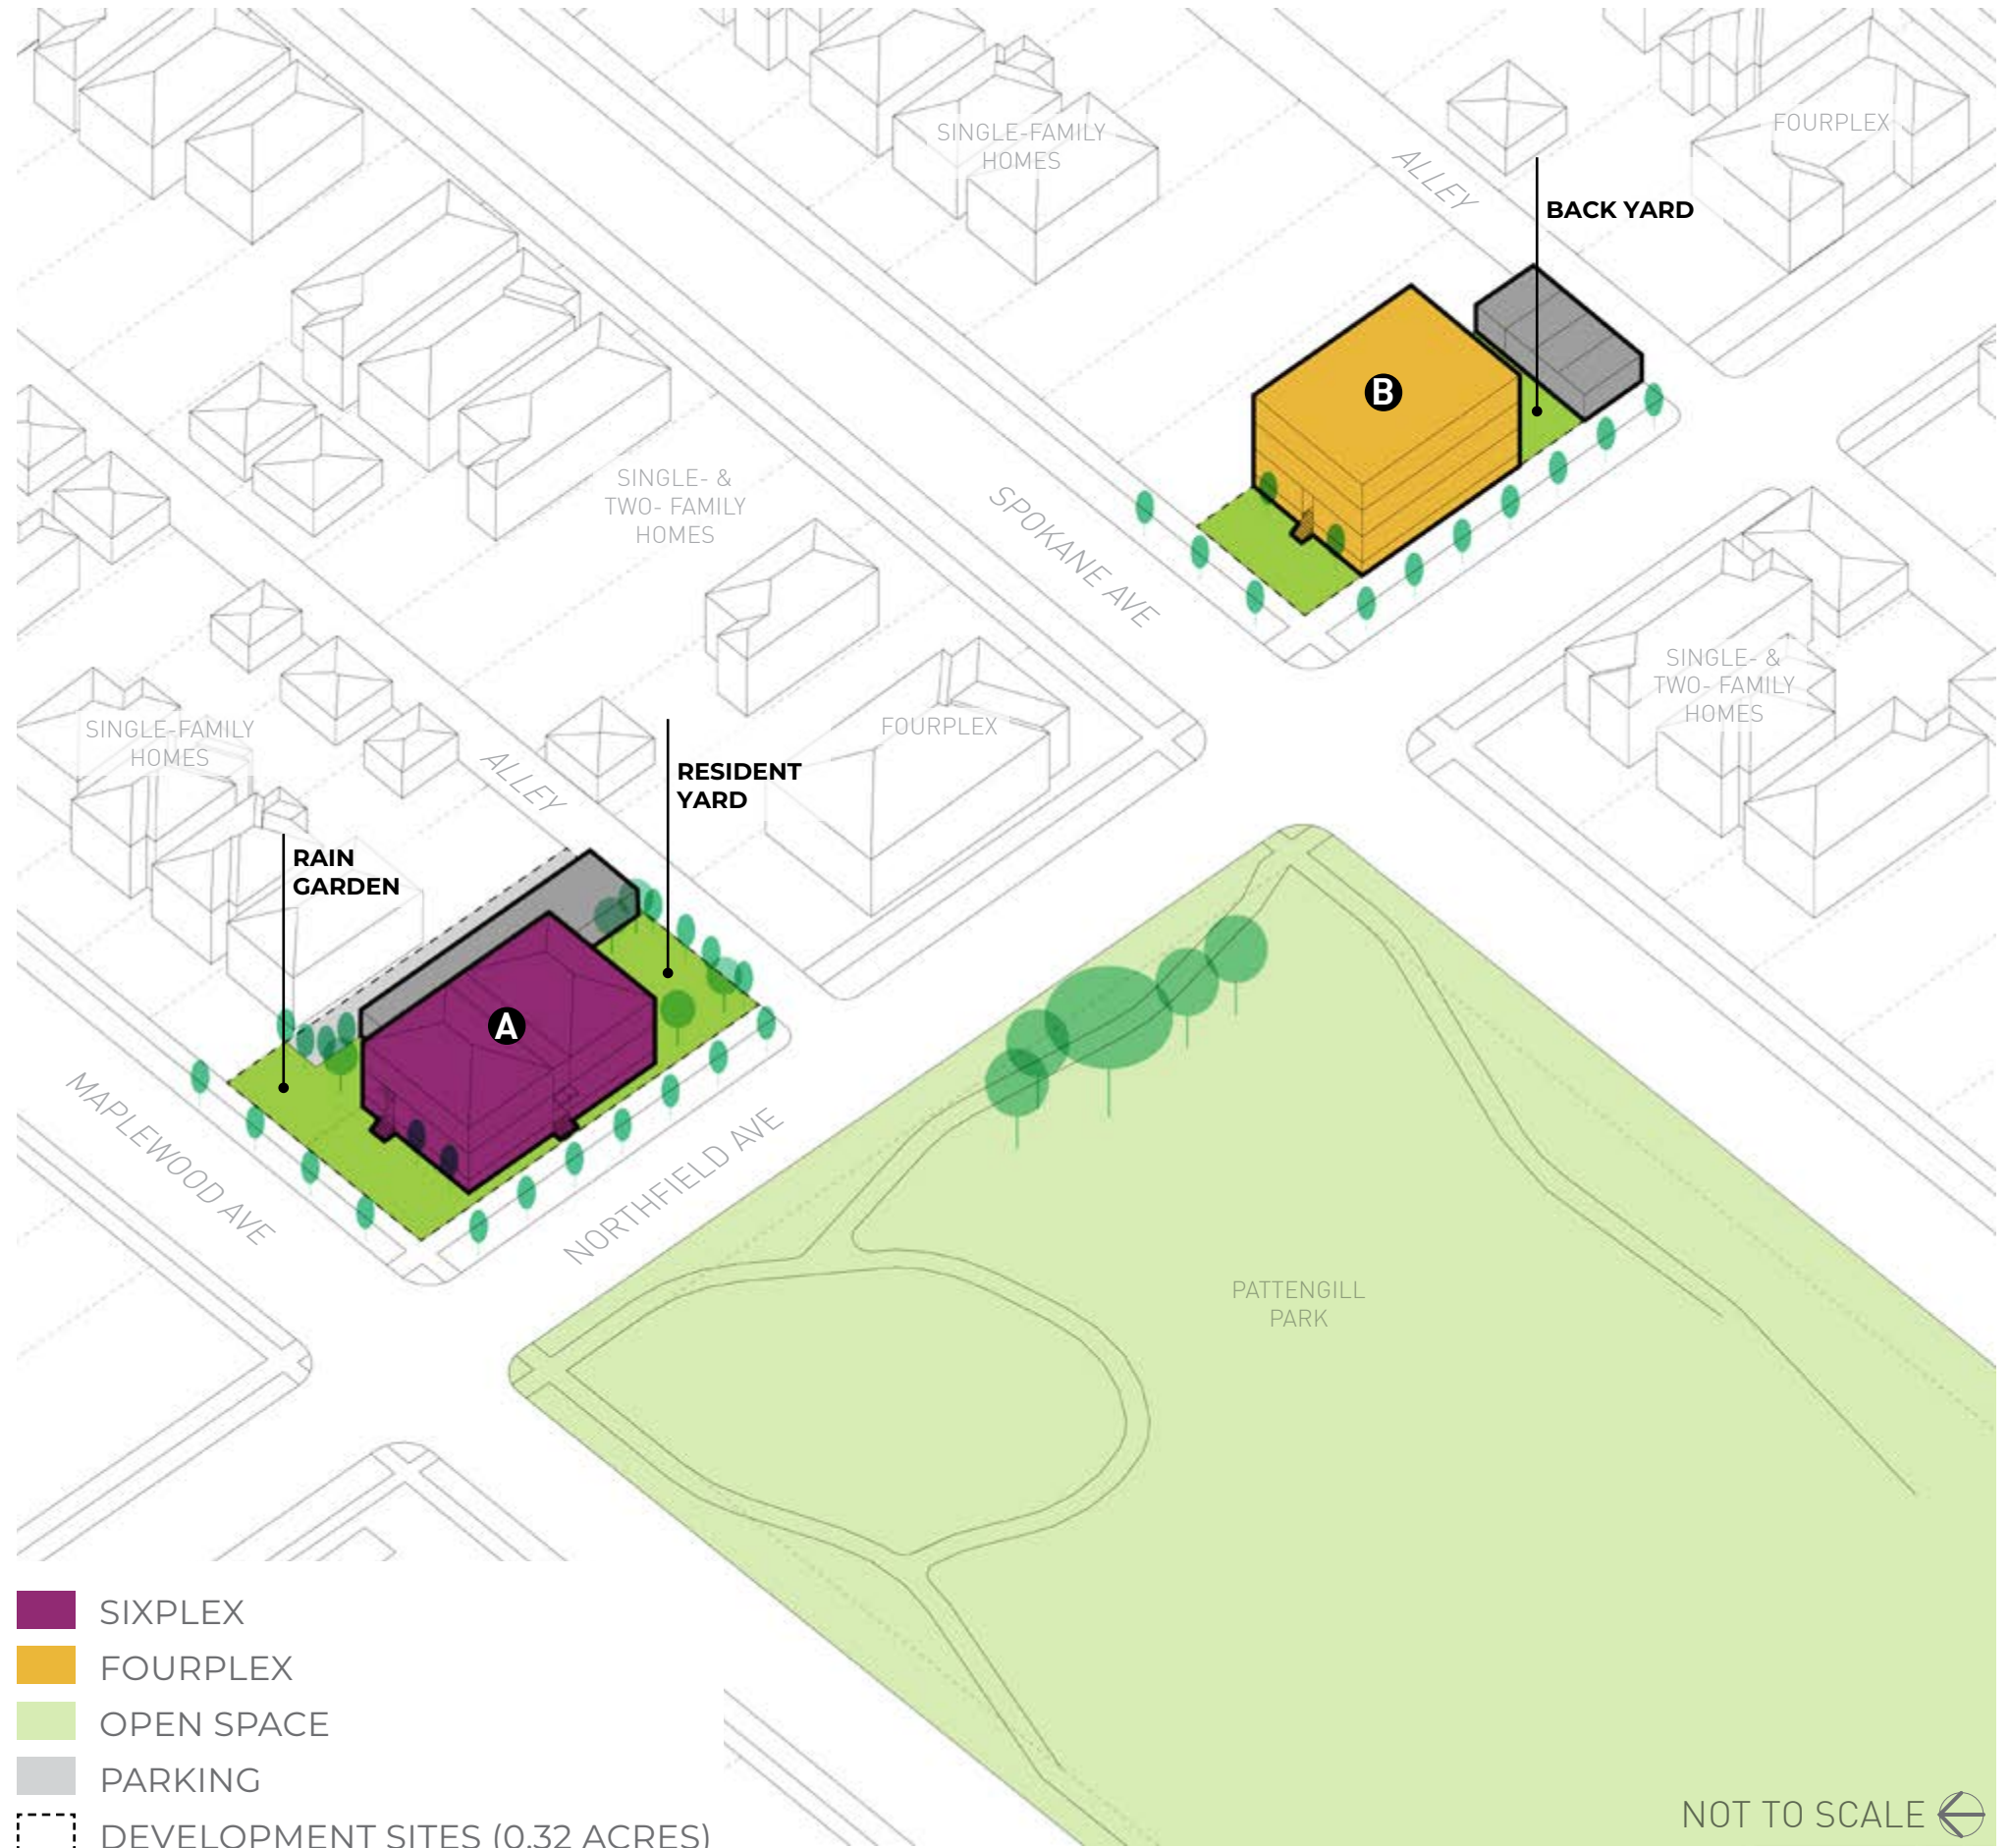 SINGLE-FAMILY
HOMES
FOURPLEX
ALLEY
BACK YARD
B
SINGLE- &
TWO- FAMILY
HOMES
SPOKANE AVE
SINGLE- &
TWO- FAMILY
HOMES
SINGLE-FAMILY
HOMES
FOURPLEX
ALLEY
RESIDENT
YARD
RAIN
GARDEN
A
MAPLEWOOD AVE
NORTHFIELD AVE
PATTENGILL
PARK
SIXPLEX
FOURPLEX
OPEN SPACE
PARKING
DEVELOPMENT SITES (0.32 ACRES)
NOT TO SCALE